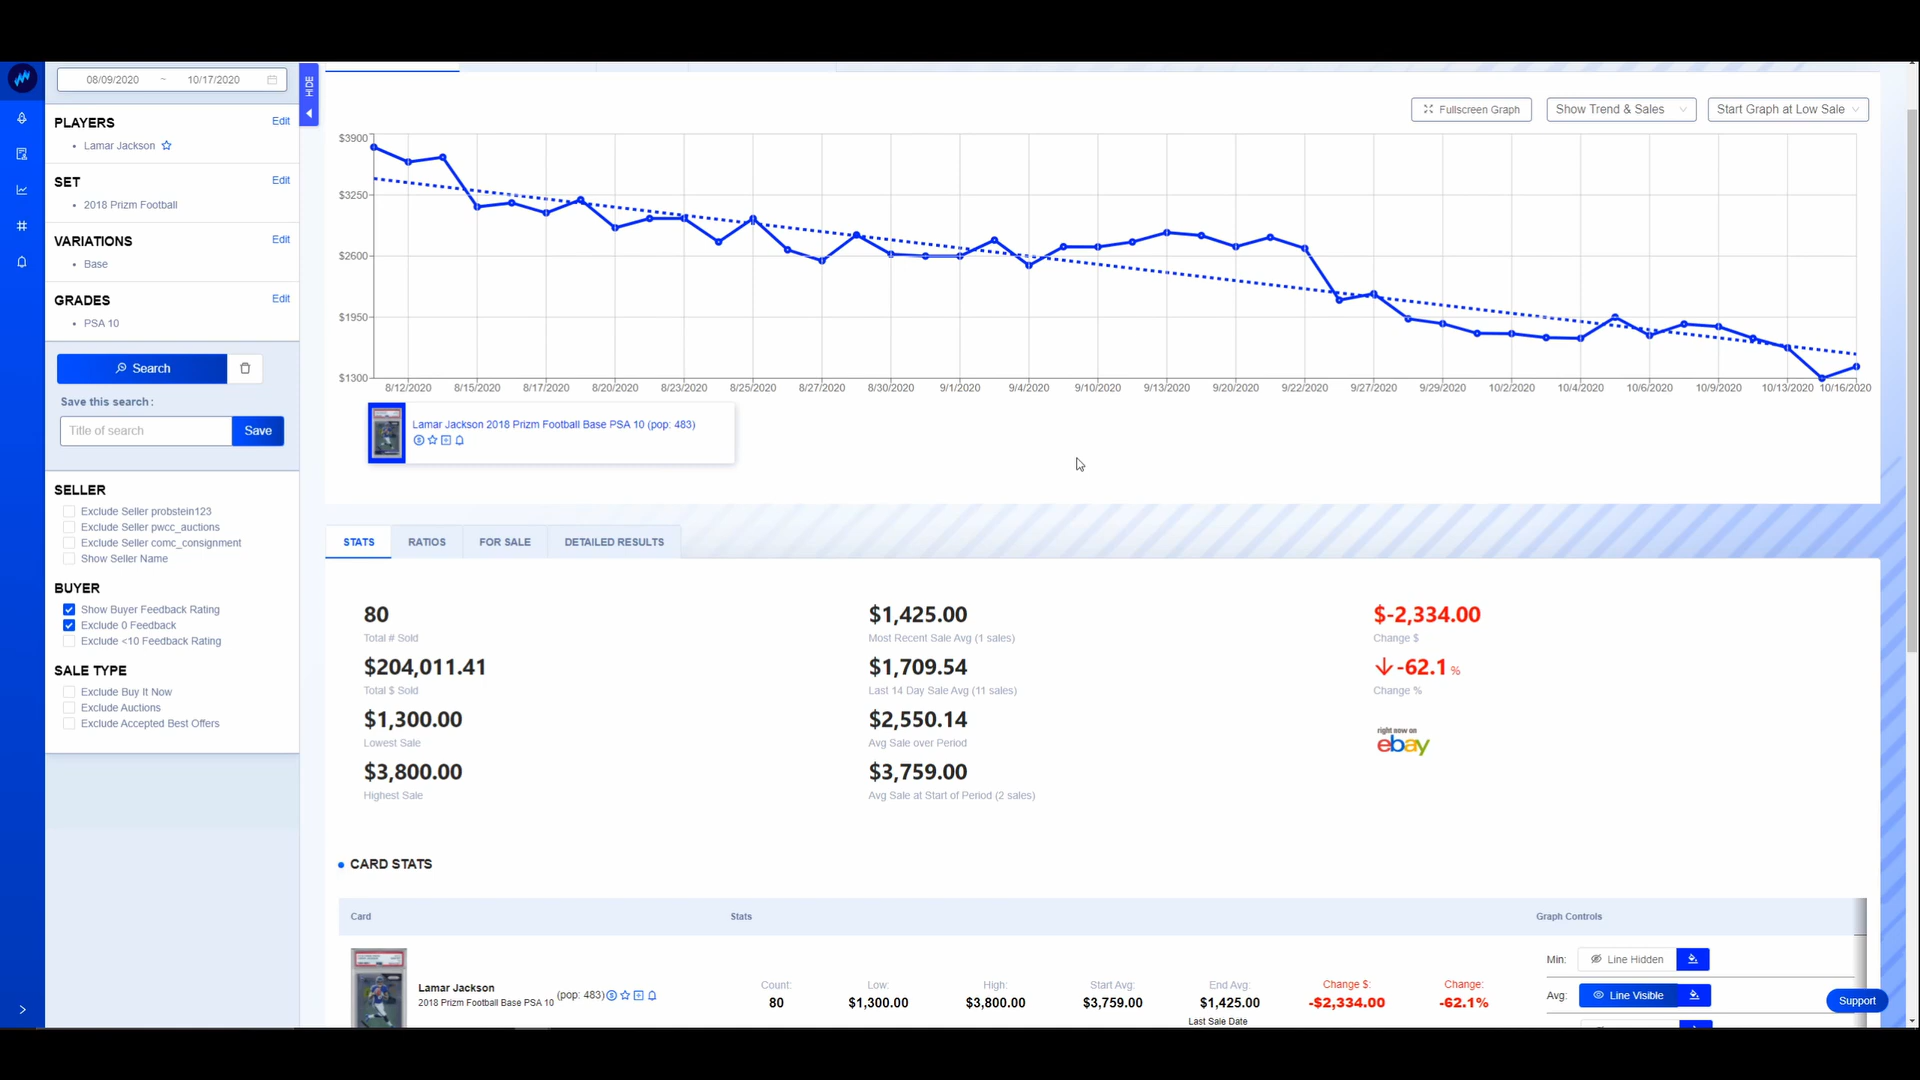 08/09/2020 ~ 10/17/2020
HIDE
PLAYERS Edit
Lamar Jackson
SET Edit
2018 Prizm Football
VARIATIONS Edit
Base
GRADES Edit
PSA 10
Search
Save this search:
Title of search Save
SELLER
Exclude Seller probstein123
Exclude Seller pwcc_auctions
Exclude Seller comc_consignment
Show Seller Name
BUYER
Show Buyer Feedback Rating
Exclude 0 Feedback
Exclude <10 Feedback Rating
SALE TYPE
Exclude Buy It Now
Exclude Auctions
Exclude Accepted Best Offers
Fullscreen Graph Show Trend & Sales Start Graph at Low Sale
$3900
$3250
$2600
$1950
$1300
8/12/2020 8/15/2020 8/17/2020 8/20/2020 8/23/2020 8/25/2020 8/27/2020 8/30/2020 9/1/2020 9/4/2020 9/10/2020 9/13/2020 9/20/2020 9/22/2020 9/27/2020 9/29/2020 10/2/2020 10/4/2020 10/6/2020 10/9/2020 10/13/2020 10/16/2020
Lamar Jackson 2018 Prizm Football Base PSA 10 (pop: 483)
STATS RATIOS FOR SALE DETAILED RESULTS
80 $1,425.00 $-2,334.00
Total # Sold Most Recent Sale Avg (1 sales) Change $
$204,011.41 $1,709.54 -62.1 %
Total $ Sold Last 14 Day Sale Avg (11 sales) Change %
$1,300.00 $2,550.14 right now on
Lowest Sale Avg Sale over Period ebay
$3,800.00 $3,759.00
Highest Sale Avg Sale at Start of Period (2 sales)
CARD STATS
Card Stats Graph Controls
Min: Line Hidden
Lamar Jackson Count: Low: High: Start Avg: End Avg: Change $: Change:
2018 Prizm Football Base PSA 10 (pop: 483) 80 $1,300.00 $3,800.00 $3,759.00 $1,425.00 -$2,334.00 -62.1%
Avg: Line Visible
Last Sale Date
Support